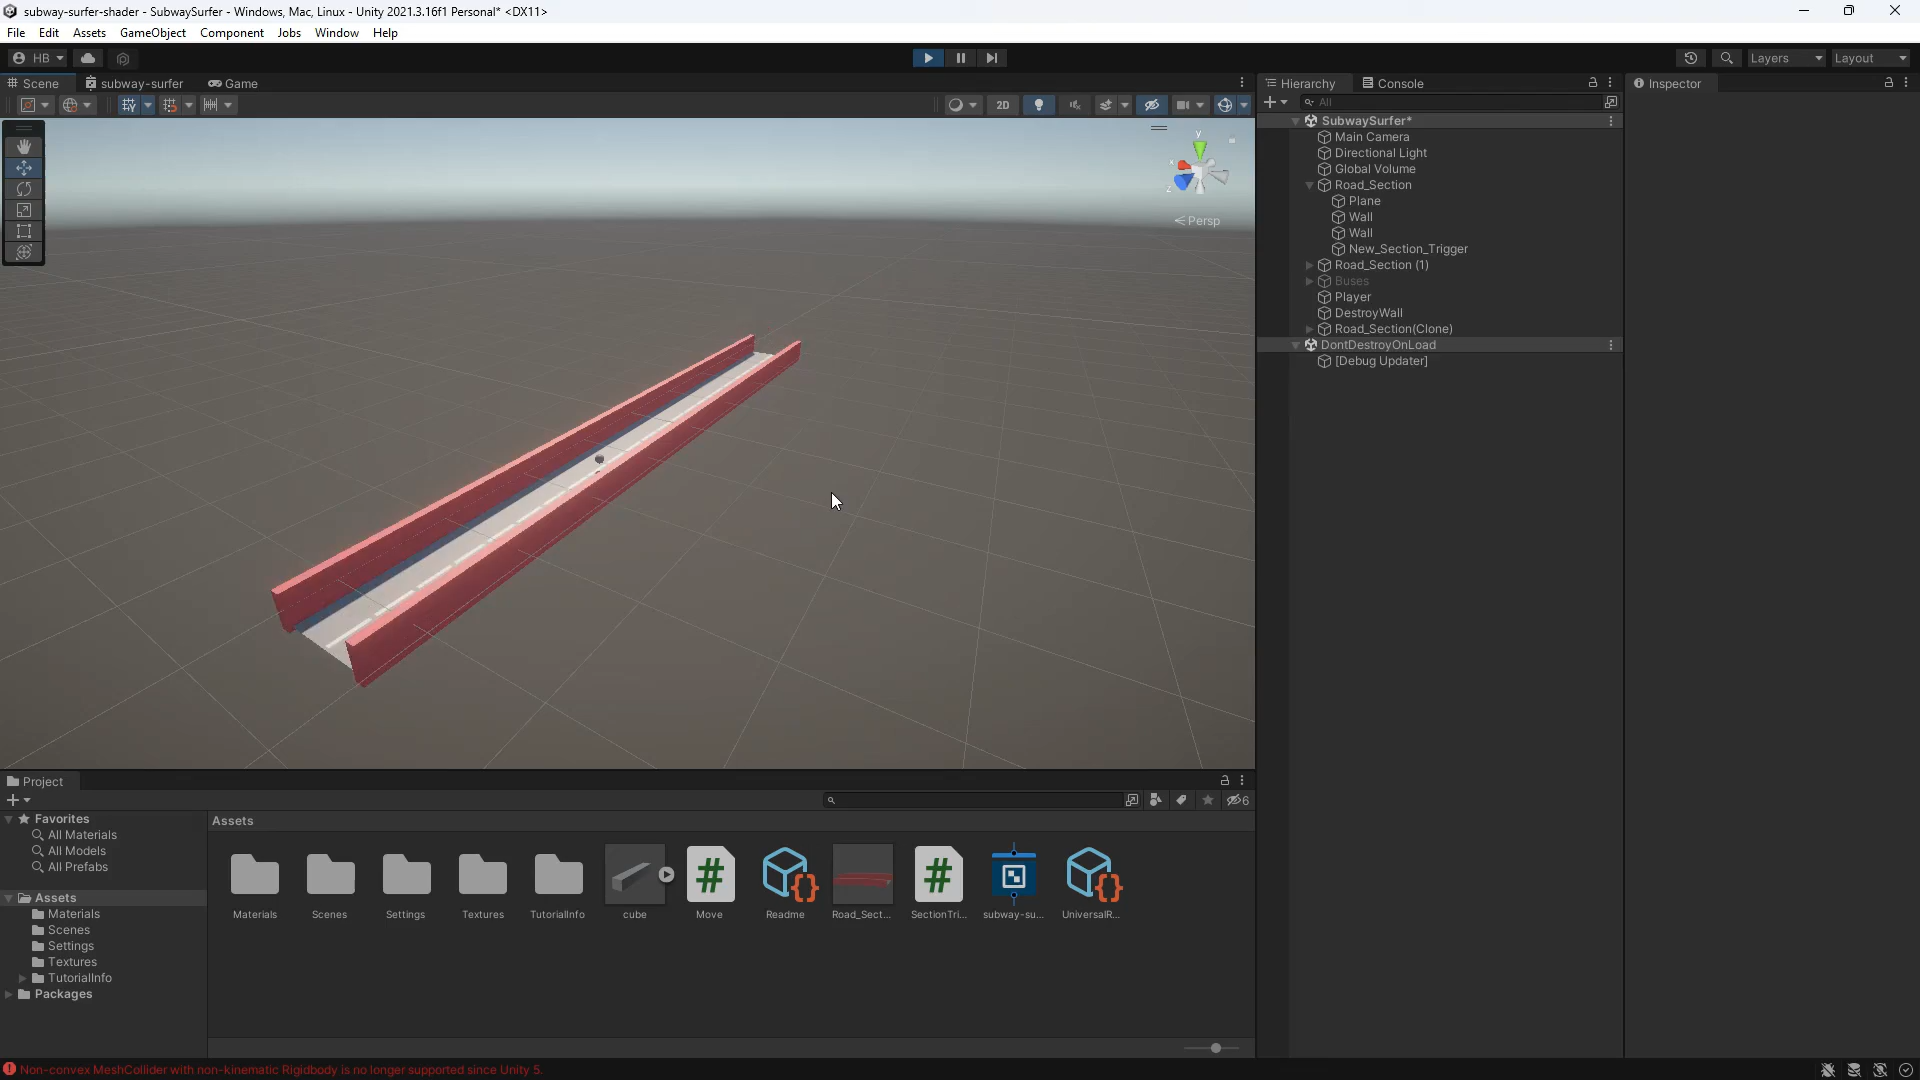 subway-surfer-shader - SubwaySurfer - Windows, Mac, Linux - Unity 2021.3.16f1 Personal* <DX11>
File Edit Assets GameObject Component Jobs Window Help
HB Layers Layout
Scene subway-surfer Game Hierarchy Console Inspector
2D All
y
x
z
Persp
SubwaySurfer*
Main Camera
Directional Light
Global Volume
Road_Section
Plane
Wall
Wall
New_Section_Trigger
Road_Section (1)
Buses
Player
DestroyWall
Road_Section(Clone)
DontDestroyOnLoad
[Debug Updater]
Project
6
Favorites
All Materials
All Models
All Prefabs
Assets
Materials
Scenes
Settings
Textures
TutorialInfo
Packages
Assets
Materials Scenes Settings Textures TutorialInfo cube Move Readme Road_Sect... SectionTri... subway-su... UniversalR...
Non-convex MeshCollider with non-kinematic Rigidbody is no longer supported since Unity 5.